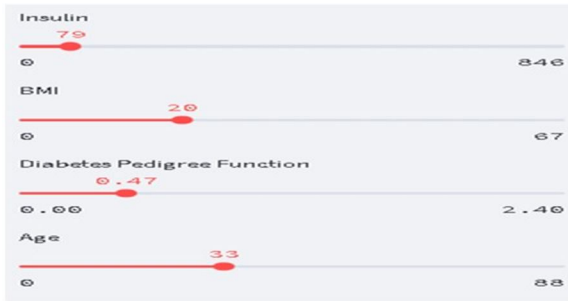 Insulin
79
0 846
BMI
20
0 67
Diabetes Pedigree Function
0.47
0.00 2.40
Age
33
0 88